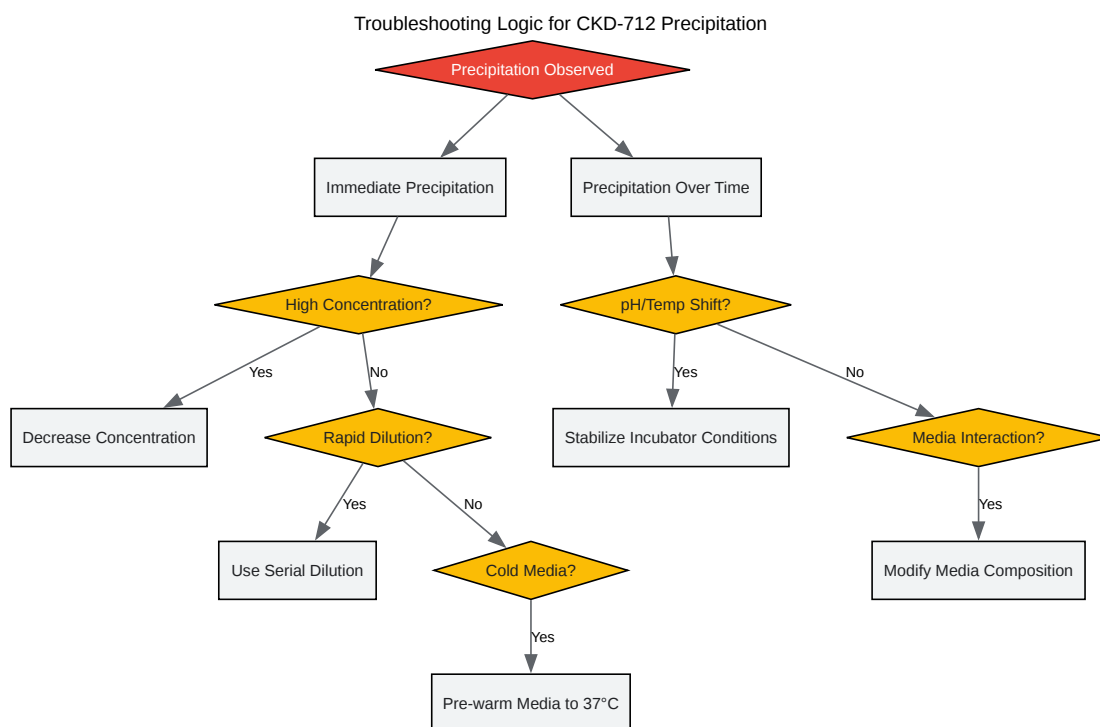 Troubleshooting Logic for CKD-712 Precipitation
Precipitation Observed
Immediate Precipitation
Precipitation Over Time
High Concentration?
pH/Temp Shift?
Yes
No
Yes
No
Decrease Concentration
Rapid Dilution?
Stabilize Incubator Conditions
Media Interaction?
Yes
No
Yes
Use Serial Dilution
Cold Media?
Modify Media Composition
Yes
Pre-warm Media to 37°C